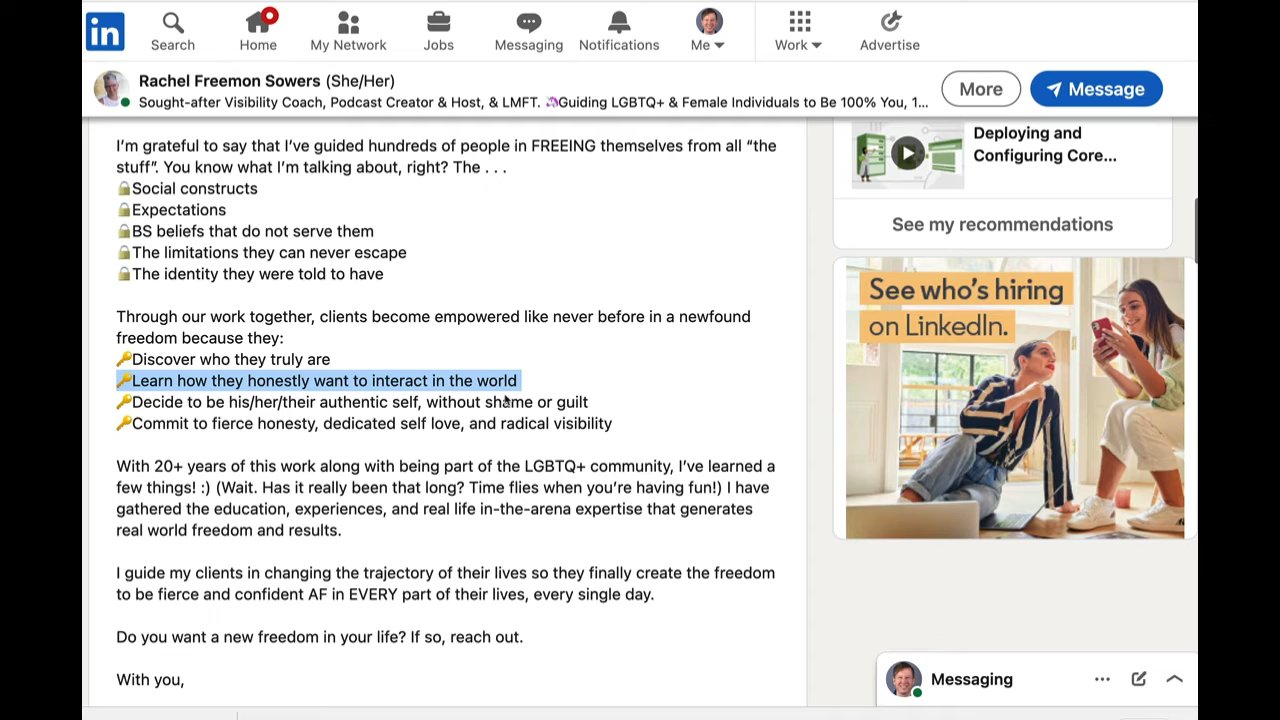 in
Search
Home
My Network
Jobs
Messaging
Notifications
Me
Work
Advertise
Rachel Freemon Sowers (She/Her)
Sought-after Visibility Coach, Podcast Creator & Host, & LMFT. 🦄Guiding LGBTQ+ & Female Individuals to Be 100% You, 1...
More
Message
I'm grateful to say that I've guided hundreds of people in FREEING themselves from all “the
stuff”. You know what I'm talking about, right? The . . .
🔒Social constructs
🔒Expectations
🔒BS beliefs that do not serve them
🔒The limitations they can never escape
🔒The identity they were told to have
Through our work together, clients become empowered like never before in a newfound
freedom because they:
🔑Discover who they truly are
🔑Learn how they honestly want to interact in the world
🔑Decide to be his/her/their authentic self, without shame or guilt
🔑Commit to fierce honesty, dedicated self love, and radical visibility
With 20+ years of this work along with being part of the LGBTQ+ community, I've learned a
few things! :) (Wait. Has it really been that long? Time flies when you're having fun!) I have
gathered the education, experiences, and real life in-the-arena expertise that generates
real world freedom and results.
I guide my clients in changing the trajectory of their lives so they finally create the freedom
to be fierce and confident AF in EVERY part of their lives, every single day.
Do you want a new freedom in your life? If so, reach out.
With you,
Deploying and
Configuring Core...
See my recommendations
See who's hiring
on LinkedIn.
Messaging